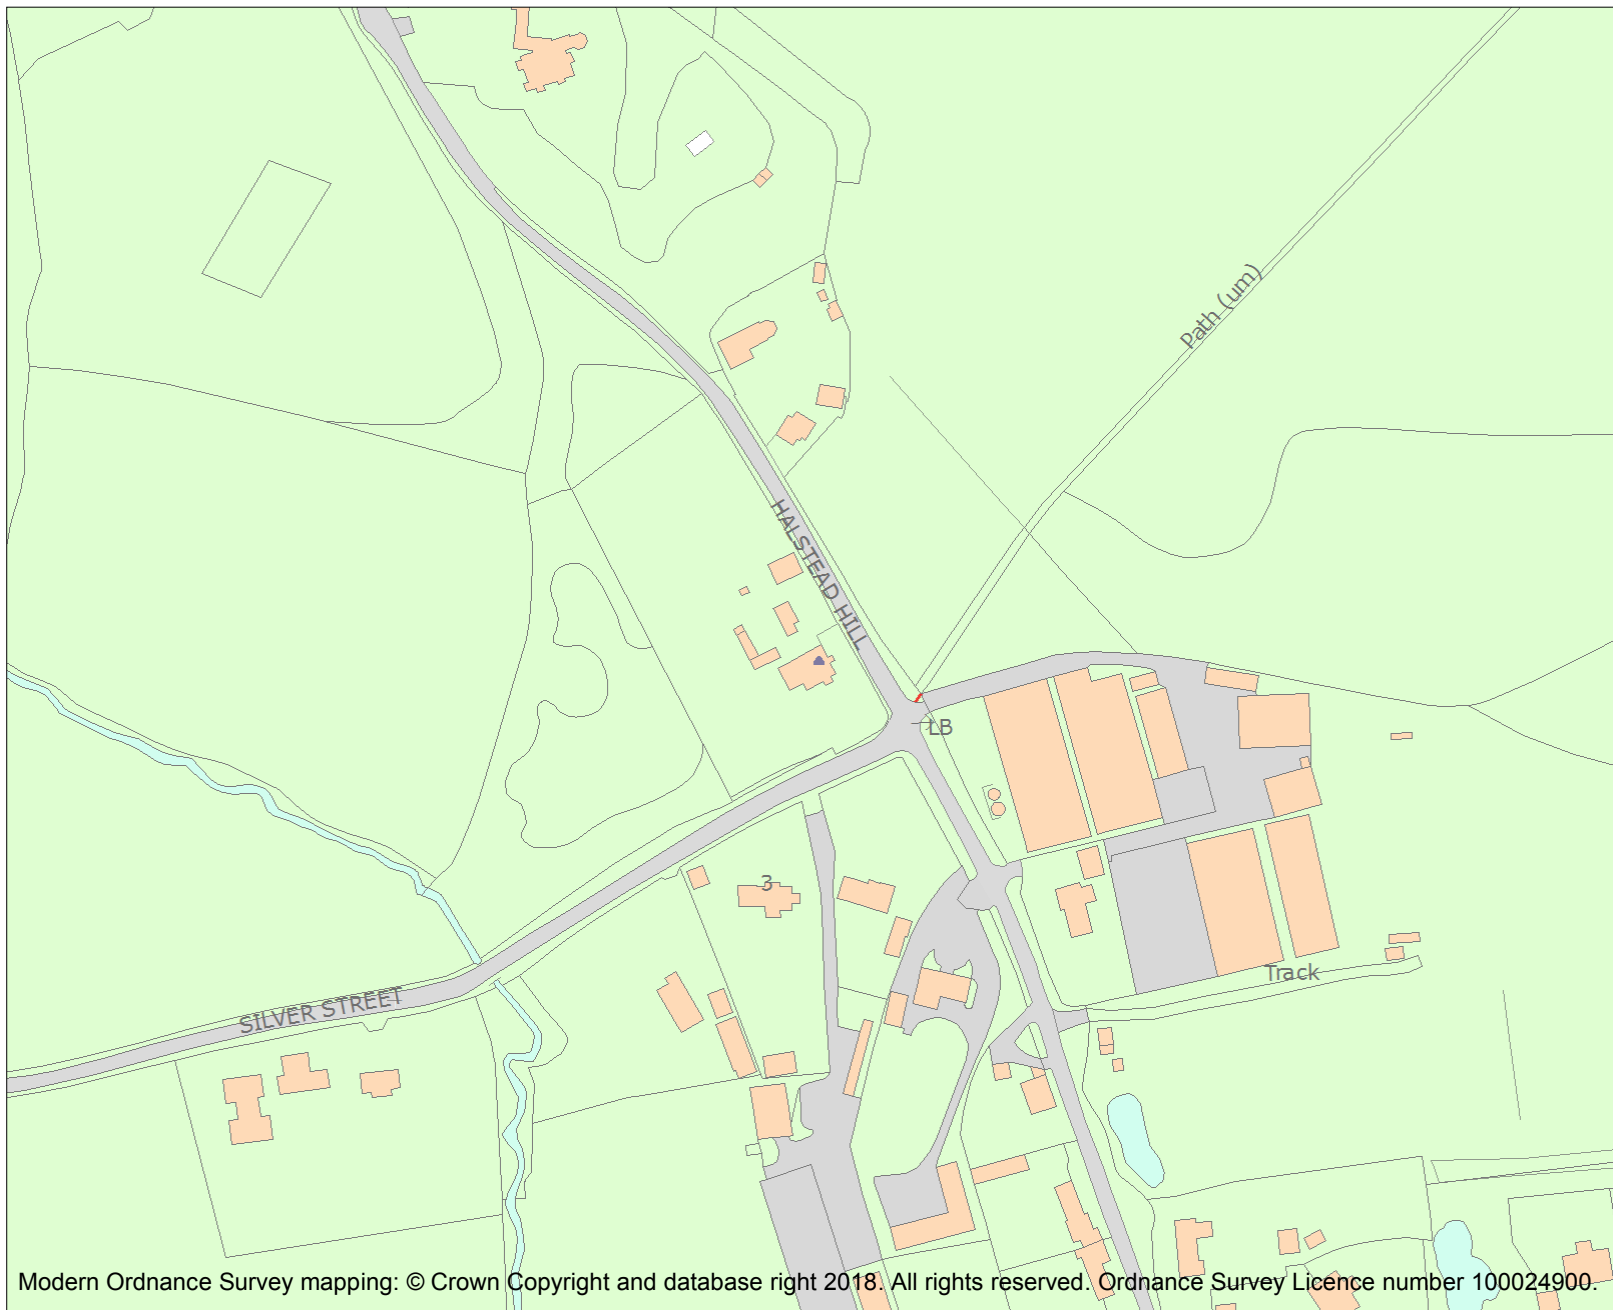 Path (um)
HALSTEAD HILL
LB
3
Track
SILVER STREET
Modern Ordnance Survey mapping: © Crown Copyright and database right 2018. All rights reserved. Ordnance Survey Licence number 100024900.